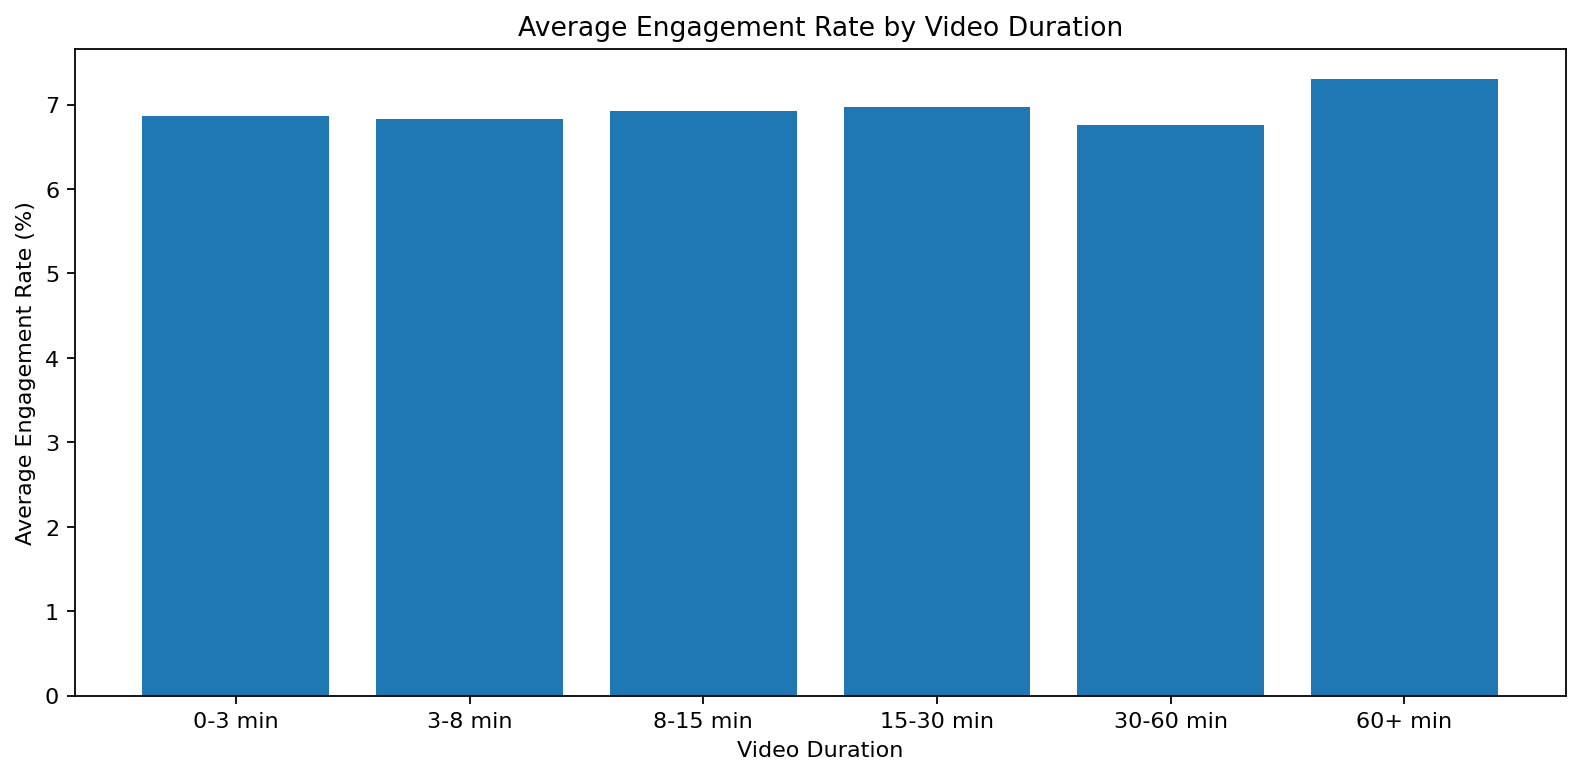 Average Engagement Rate by Video Duration
Average Engagement Rate (%)
7
6
5
4
3
2
1
0
0-3 min 3-8 min 8-15 min 15-30 min 30-60 min 60+ min
Video Duration